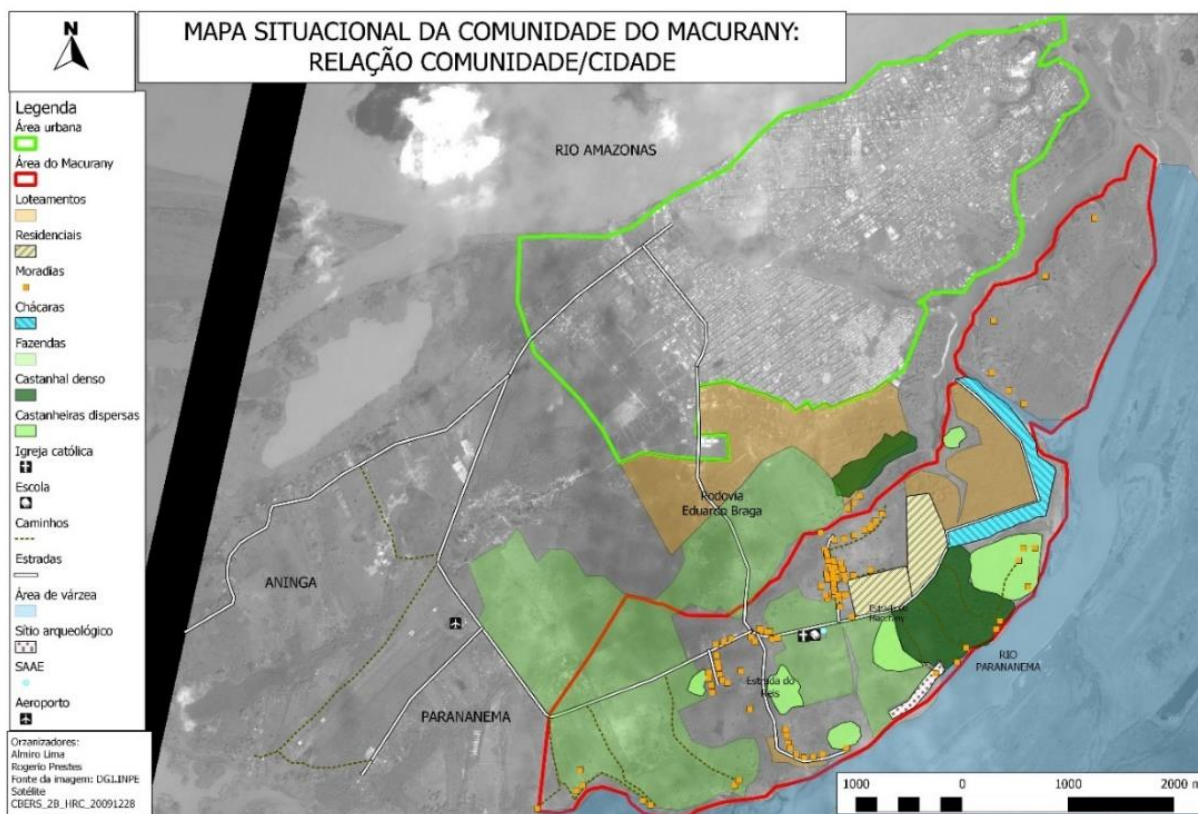 MAPA SITUACIONAL DA COMUNIDADE DO MACURANY:
RELAÇÃO COMUNIDADE/CIDADE
N
Legenda
Área urbana
Área do Macurany
Loteamentos
Residenciais
Moradias
Chácaras
Fazendas
Castanhal denso
Castanheiras dispersas
Igreja católica
Escola
Caminhos
Estradas
Área de várzea
Sítio arqueológico
SAAE
Aeroporto
Orzanizadores:
Almiro Lima
Rogerio Prestes
Fonte da imagem: DGI.INPE
Satélite
CBERS_2B_HRC_20091228
RIO AMAZONAS
Rodovia
Eduardo Braga
ANINGA
Macurany
RIO
PARANANEMA
Estrada do
Reis
PARANANEMA
1000 0 1000 2000 m